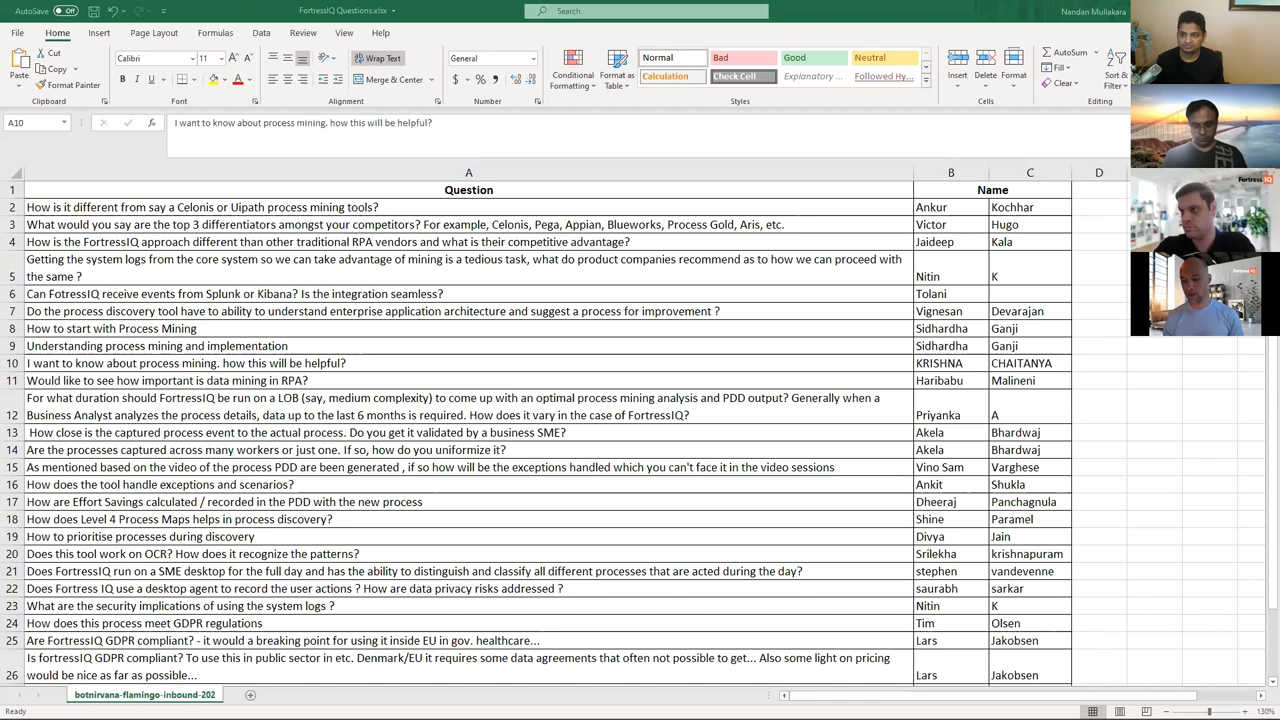 AutoSave Off FortressIQ Questions.xlsx Search Nandan Mullakara
File Home Insert Page Layout Formulas Data Review View Help
Paste Cut Copy Format Painter Calibri 11 Wrap Text Merge & Center General Conditional Formatting Format as Table Normal Bad Good Neutral Insert Delete Format AutoSum Fill Clear Sort & Filter
Calculation Check Cell Explanatory ... Followed Hy...
Clipboard Font Alignment Number Styles Cells Editing
A10 I want to know about process mining. how this will be helpful?
A B C D
1 Question Name
2 How is it different from say a Celonis or Uipath process mining tools? Ankur Kochhar
3 What would you say are the top 3 differentiators amongst your competitors? For example, Celonis, Pega, Appian, Blueworks, Process Gold, Aris, etc. Victor Hugo
4 How is the FortressIQ approach different than other traditional RPA vendors and what is their competitive advantage? Jaideep Kala
Getting the system logs from the core system so we can take advantage of mining is a tedious task, what do product companies recommend as to how we can proceed with
5 the same ? Nitin K
6 Can FotressIQ receive events from Splunk or Kibana? Is the integration seamless? Tolani
7 Do the process discovery tool have to ability to understand enterprise application architecture and suggest a process for improvement ? Vignesan Devarajan
8 How to start with Process Mining Sidhardha Ganji
9 Understanding process mining and implementation Sidhardha Ganji
10 I want to know about process mining. how this will be helpful? KRISHNA CHAITANYA
11 Would like to see how important is data mining in RPA? Haribabu Malineni
For what duration should FortressIQ be run on a LOB (say, medium complexity) to come up with an optimal process mining analysis and PDD output? Generally when a
12 Business Analyst analyzes the process details, data up to the last 6 months is required. How does it vary in the case of FortressIQ? Priyanka A
13 How close is the captured process event to the actual process. Do you get it validated by a business SME? Akela Bhardwaj
14 Are the processes captured across many workers or just one. If so, how do you uniformize it? Akela Bhardwaj
15 As mentioned based on the video of the process PDD are been generated , if so how will be the exceptions handled which you can't face it in the video sessions Vino Sam Varghese
16 How does the tool handle exceptions and scenarios? Ankit Shukla
17 How are Effort Savings calculated / recorded in the PDD with the new process Dheeraj Panchagnula
18 How does Level 4 Process Maps helps in process discovery? Shine Paramel
19 How to prioritise processes during discovery Divya Jain
20 Does this tool work on OCR? How does it recognize the patterns? Srilekha krishnapuram
21 Does FortressIQ run on a SME desktop for the full day and has the ability to distinguish and classify all different processes that are acted during the day? stephen vandevenne
22 Does Fortress IQ use a desktop agent to record the user actions ? How are data privacy risks addressed ? saurabh sarkar
23 What are the security implications of using the system logs ? Nitin K
24 How does this process meet GDPR regulations Tim Olsen
25 Are FortressIQ GDPR compliant? - it would a breaking point for using it inside EU in gov. healthcare... Lars Jakobsen
Is fortressIQ GDPR compliant? To use this in public sector in etc. Denmark/EU it requires some data agreements that often not possible to get... Also some light on pricing
26 would be nice as far as possible... Lars Jakobsen
botnirvana-flamingo-inbound-202
Ready 130%
FortressIQ